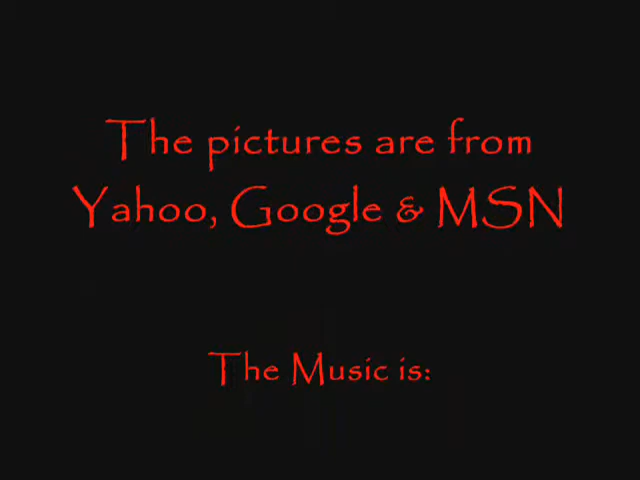 The pictures are from
Yahoo, Google & MSN
The Music is: